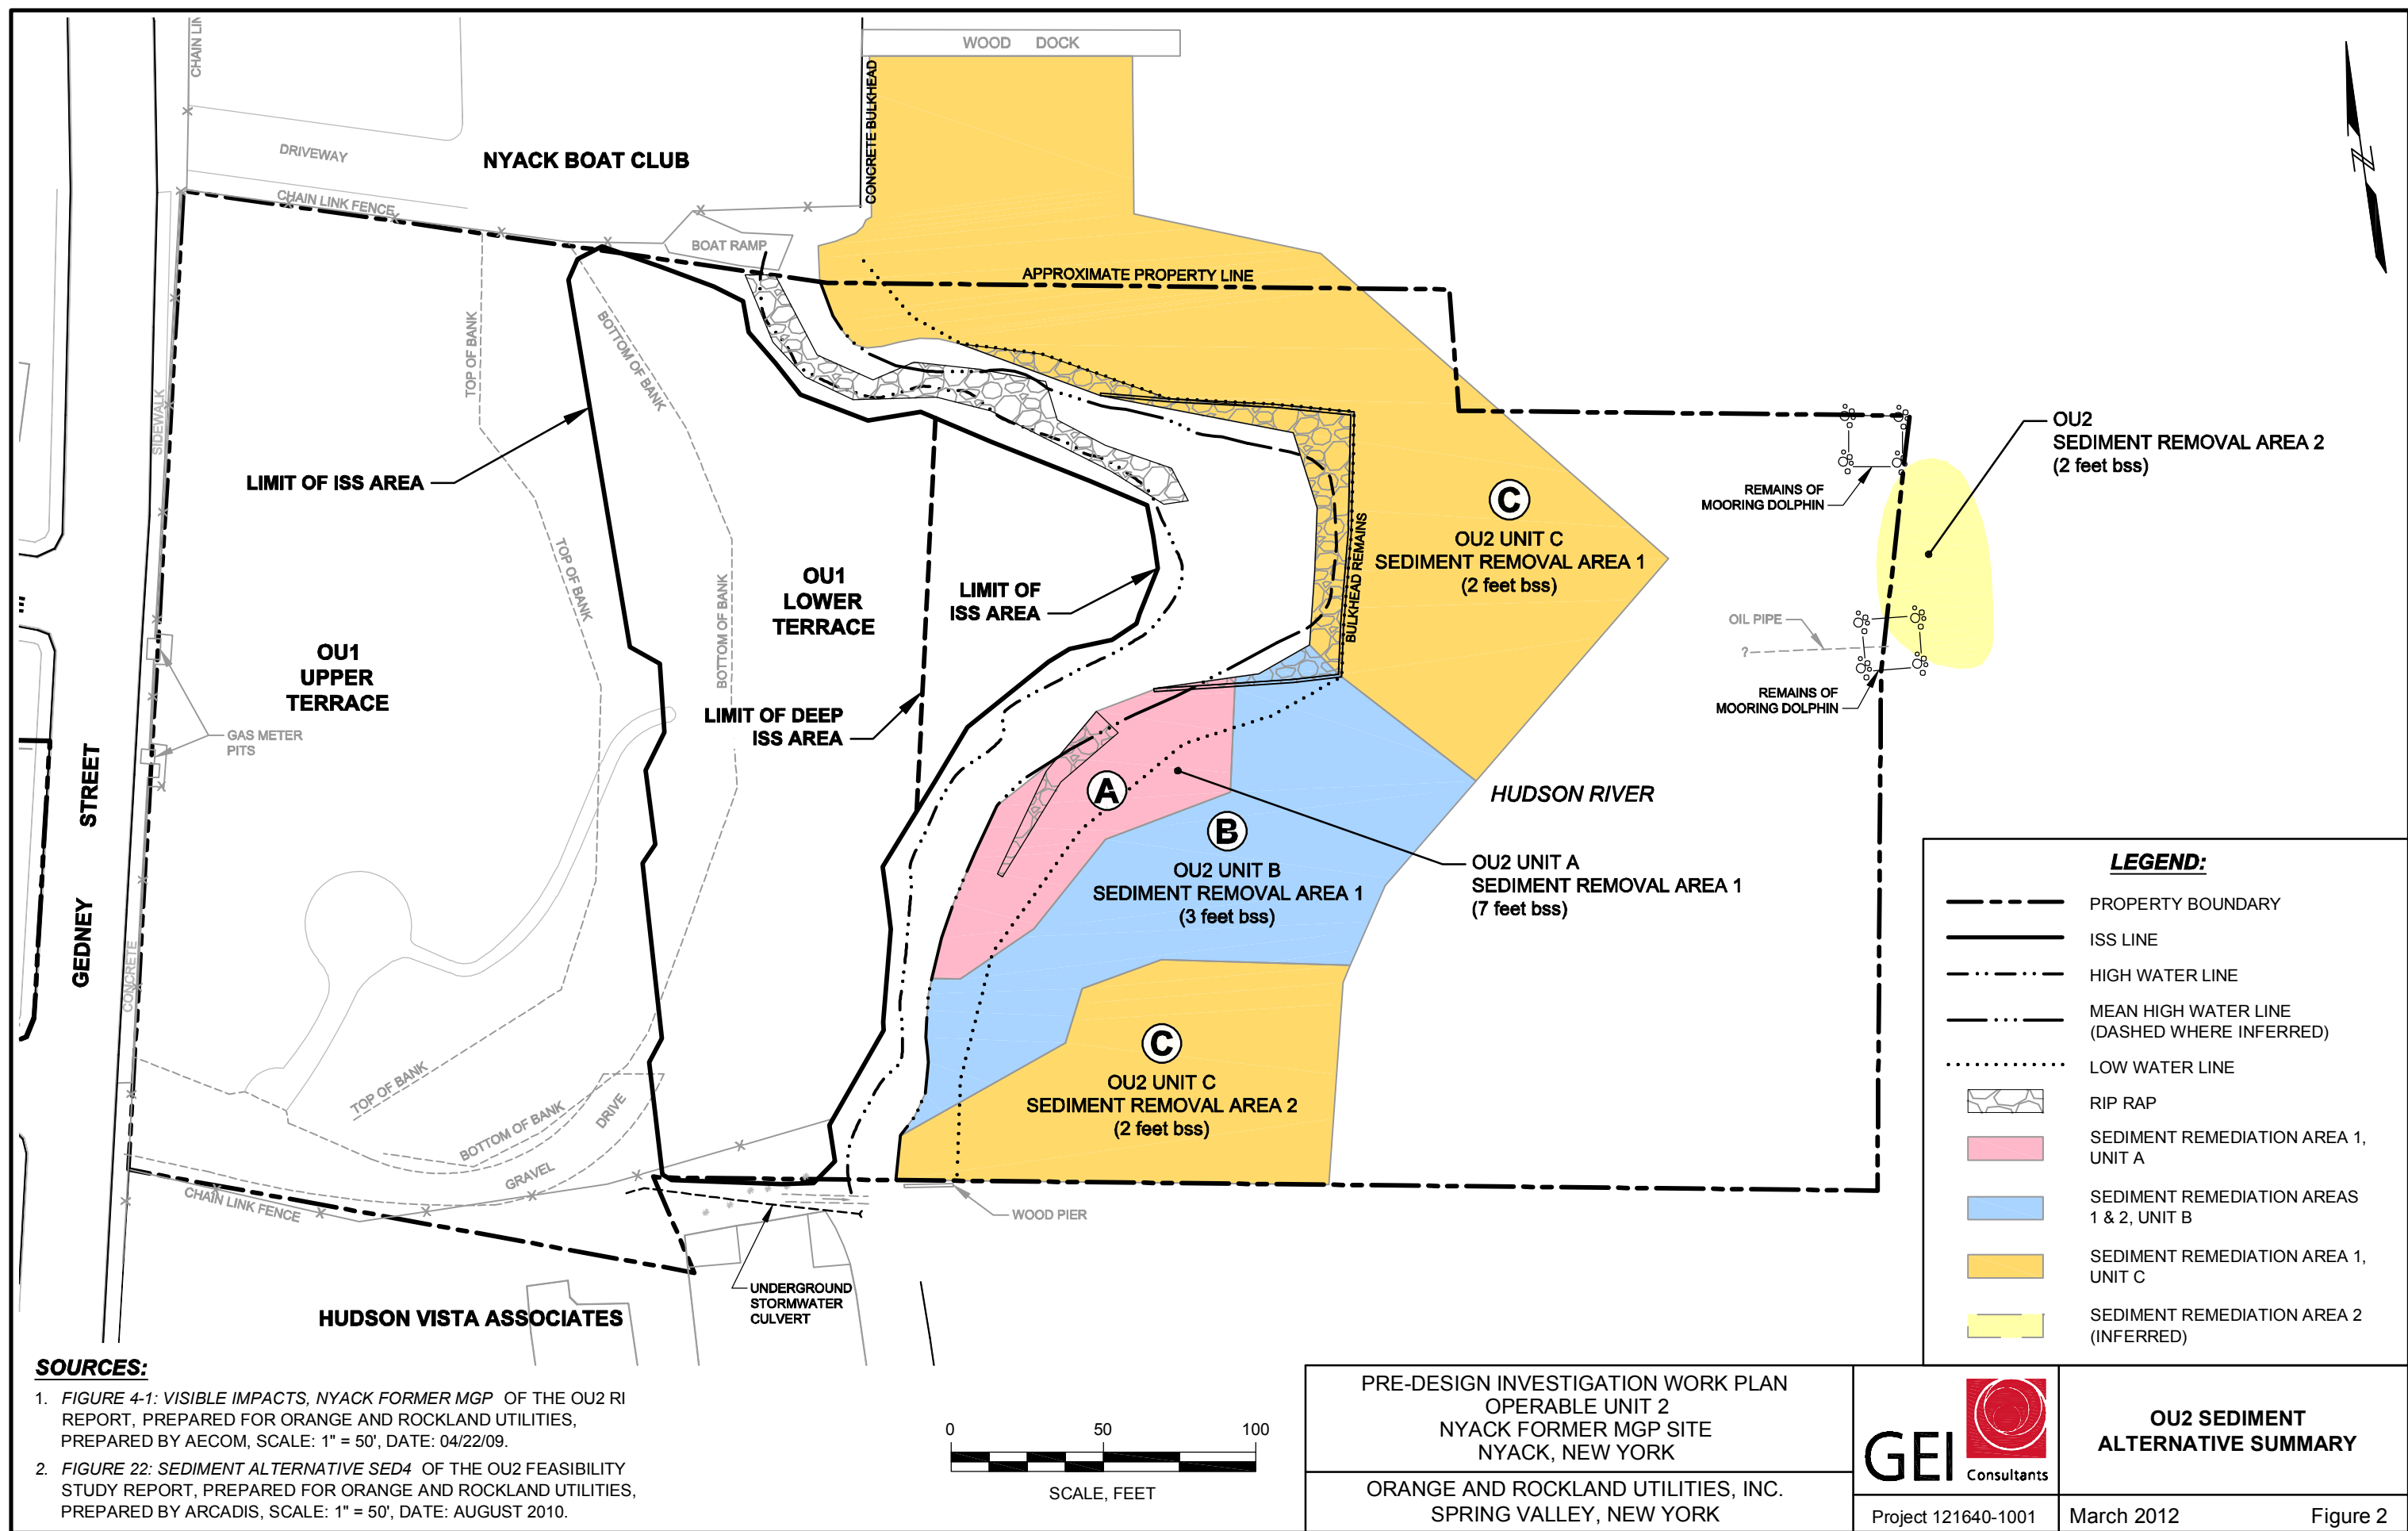 CHAIN LIN
WOOD DOCK
CONCRETE BULKHEAD
DRIVEWAY
NYACK BOAT CLUB
CHAIN LINK FENCE
BOAT RAMP
APPROXIMATE PROPERTY LINE
N
TOP OF BANK
BOTTOM OF BANK
SIDEWALK
LIMIT OF ISS AREA
OU2
SEDIMENT REMOVAL AREA 2
(2 feet bss)
REMAINS OF
MOORING DOLPHIN
C
OU2 UNIT C
SEDIMENT REMOVAL AREA 1
(2 feet bss)
BULKHEAD REMAINS
TOP OF BANK
BOTTOM OF BANK
OU1
LOWER
TERRACE
LIMIT OF
ISS AREA
OIL PIPE
?
OU1
UPPER
TERRACE
REMAINS OF
MOORING DOLPHIN
LIMIT OF DEEP
ISS AREA
GAS METER
PITS
GEDNEY STREET
A
HUDSON RIVER
B
OU2 UNIT B
SEDIMENT REMOVAL AREA 1
(3 feet bss)
OU2 UNIT A
SEDIMENT REMOVAL AREA 1
(7 feet bss)
CONCRETE
C
OU2 UNIT C
SEDIMENT REMOVAL AREA 2
(2 feet bss)
TOP OF BANK
BOTTOM OF BANK
DRIVE
GRAVEL
CHAIN LINK FENCE
WOOD PIER
UNDERGROUND
STORMWATER
CULVERT
HUDSON VISTA ASSOCIATES
LEGEND:
PROPERTY BOUNDARY
ISS LINE
HIGH WATER LINE
MEAN HIGH WATER LINE
(DASHED WHERE INFERRED)
LOW WATER LINE
RIP RAP
SEDIMENT REMEDIATION AREA 1,
UNIT A
SEDIMENT REMEDIATION AREAS
1 & 2, UNIT B
SEDIMENT REMEDIATION AREA 1,
UNIT C
SEDIMENT REMEDIATION AREA 2
(INFERRED)
SOURCES:
1. FIGURE 4-1: VISIBLE IMPACTS, NYACK FORMER MGP OF THE OU2 RI
REPORT, PREPARED FOR ORANGE AND ROCKLAND UTILITIES,
PREPARED BY AECOM, SCALE: 1" = 50', DATE: 04/22/09.
2. FIGURE 22: SEDIMENT ALTERNATIVE SED4 OF THE OU2 FEASIBILITY
STUDY REPORT, PREPARED FOR ORANGE AND ROCKLAND UTILITIES,
PREPARED BY ARCADIS, SCALE: 1" = 50', DATE: AUGUST 2010.
0 50 100
SCALE, FEET
PRE-DESIGN INVESTIGATION WORK PLAN
OPERABLE UNIT 2
NYACK FORMER MGP SITE
NYACK, NEW YORK
ORANGE AND ROCKLAND UTILITIES, INC.
SPRING VALLEY, NEW YORK
GEI Consultants
Project 121640-1001
OU2 SEDIMENT
ALTERNATIVE SUMMARY
March 2012 Figure 2